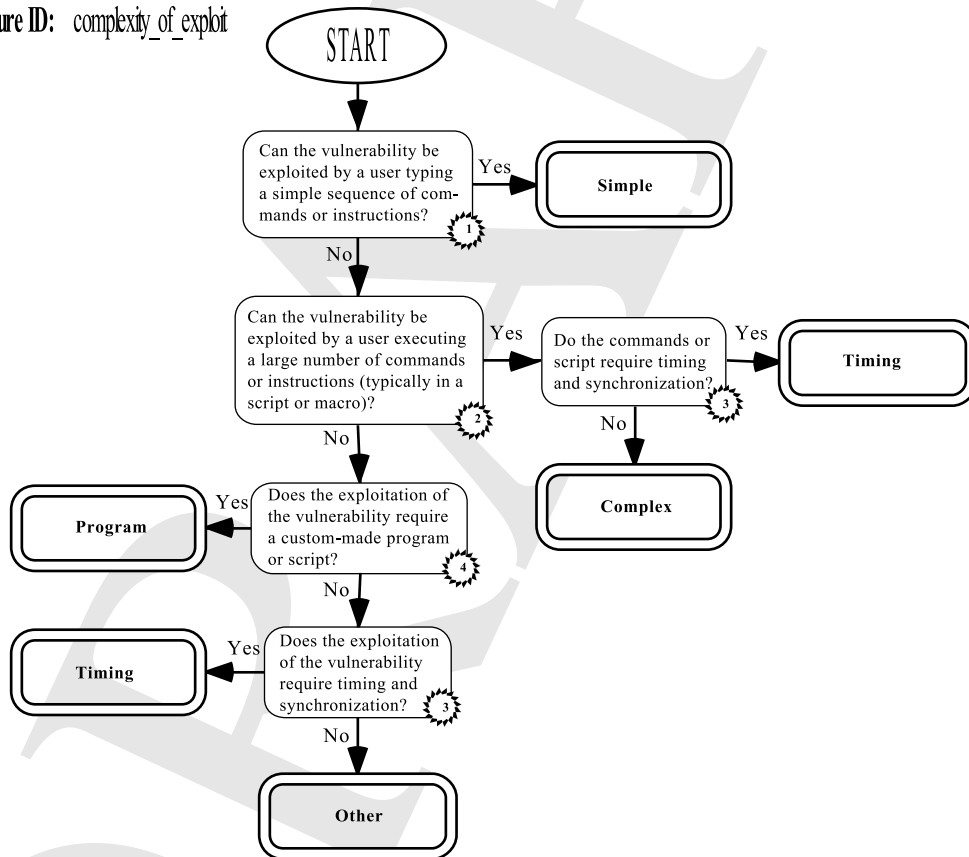 ure ID: complexity_of_exploit
START
Can the vulnerability be
exploited by a user typing
a simple sequence of com-
mands or instructions?
1
Yes
Simple
No
Can the vulnerability be
exploited by a user executing
a large number of commands
or instructions (typically in a
script or macro)?
2
Yes
Do the commands or
script require timing
and synchronization?
3
Yes
Timing
No
Complex
No
Does the exploitation of
the vulnerability require
a custom-made program
or script?
4
Yes
Program
No
Does the exploitation
of the vulnerability
require timing and
synchronization?
3
Yes
Timing
No
Other